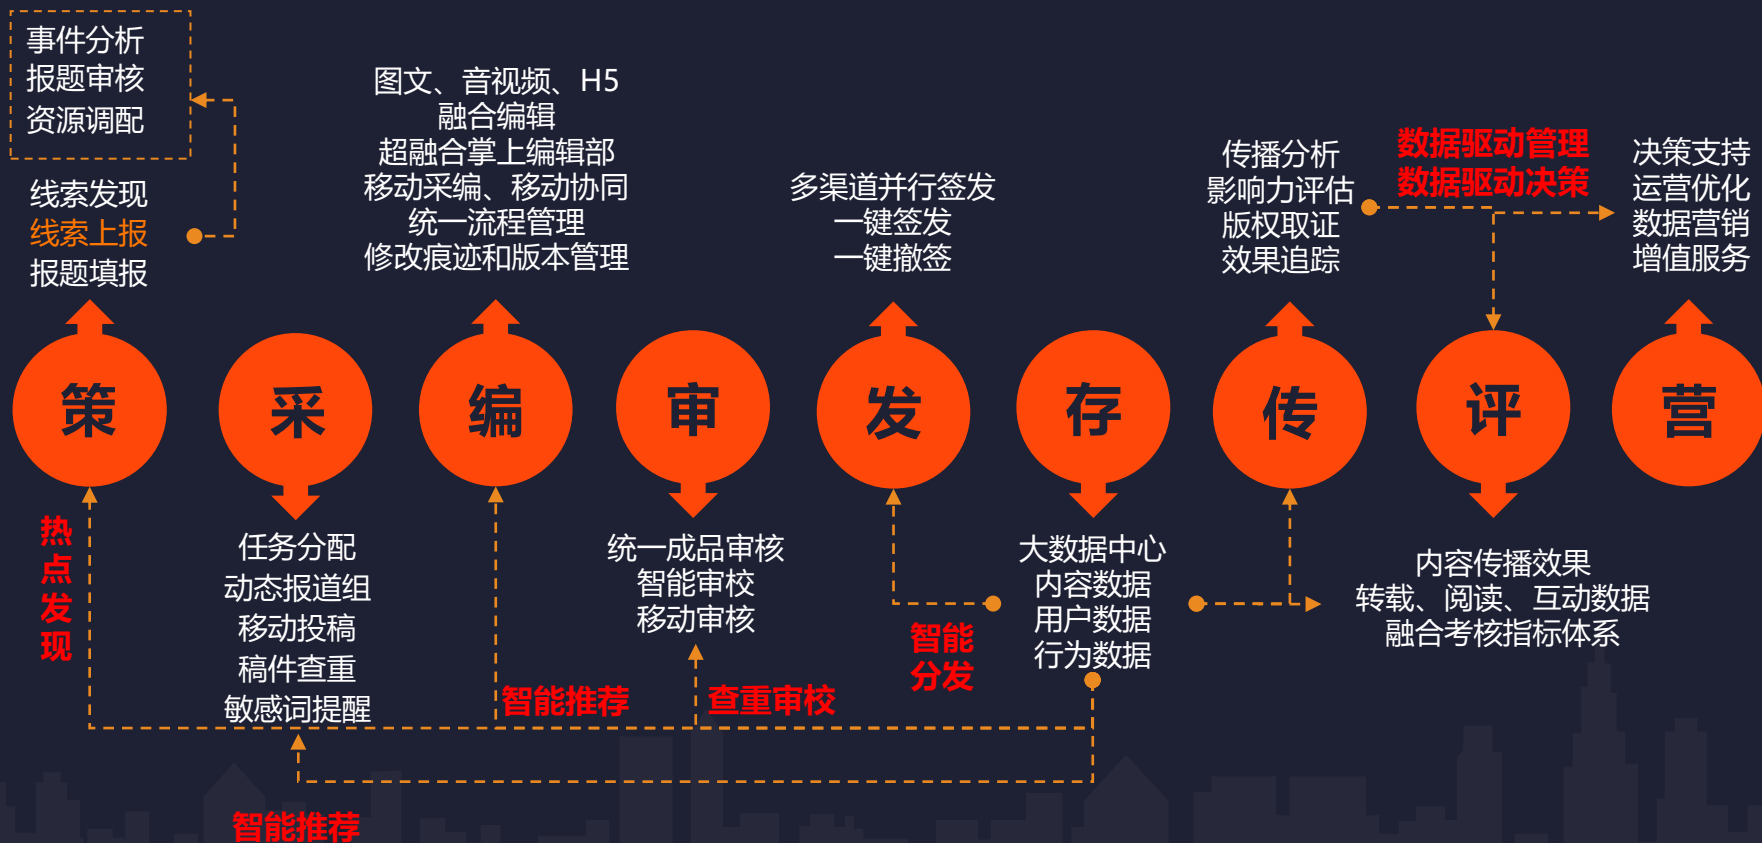 事件分析
报题审核
资源调配
线索发现
线索上报
报题填报
图文、音视频、H5
融合编辑
超融合掌上编辑部
移动采编、移动协同
统一流程管理
修改痕迹和版本管理
多渠道并行签发
一键签发
一键撤签
传播分析
影响力评估
版权取证
效果追踪
数据驱动管理
数据驱动决策
决策支持
运营优化
数据营销
增值服务
策
采
编
审
发
存
传
评
营
热
点
发
现
任务分配
动态报道组
移动投稿
稿件查重
敏感词提醒
智能推荐
统一成品审核
智能审校
移动审核
查重审校
智能
分发
大数据中心
内容数据
用户数据
行为数据
内容传播效果
转载、阅读、互动数据
融合考核指标体系
智能推荐